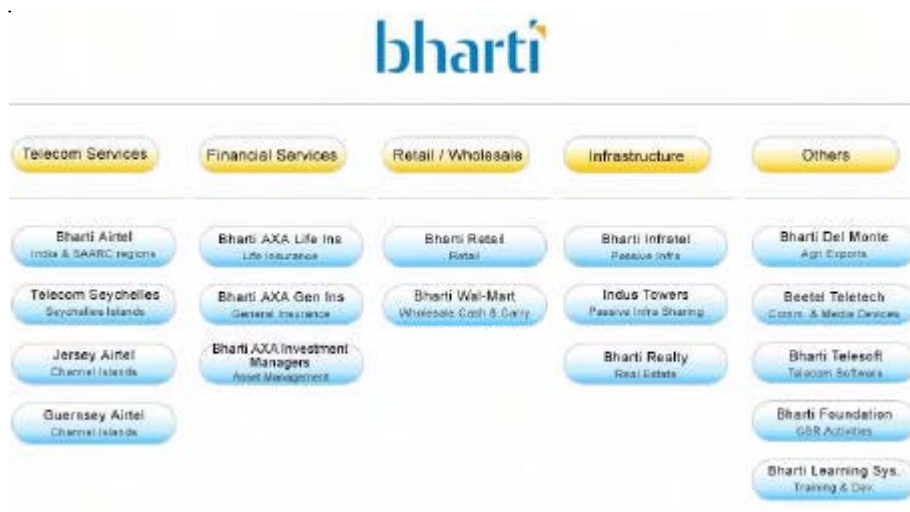 bharti
Telecom Services
Financial Services
Retail / Wholesale
Infrastructure
Others
Bharti Airtel
India & SAARC regions
Telecom Seychelles
Seychelles Islands
Jersey Airtel
Channel Islands
Guernsey Airtel
Channel Islands
Bharti AXA Life Ins
Life Insurance
Bharti AXA Gen Ins
General Insurance
Bharti AXA Investment
Managers
Asset Management
Bharti Retail
Retail
Bharti Wal-Mart
Wholesale Cash & Carry
Bharti Infratel
Passive Infra
Indus Towers
Passive Infra Sharing
Bharti Realty
Real Estate
Bharti Del Monte
Agri Exports
Beetel Teletech
Comm. & Media Devices
Bharti Telesoft
Telecom Software
Bharti Foundation
Activities
Bharti Learning Sys.
Training & Dev.